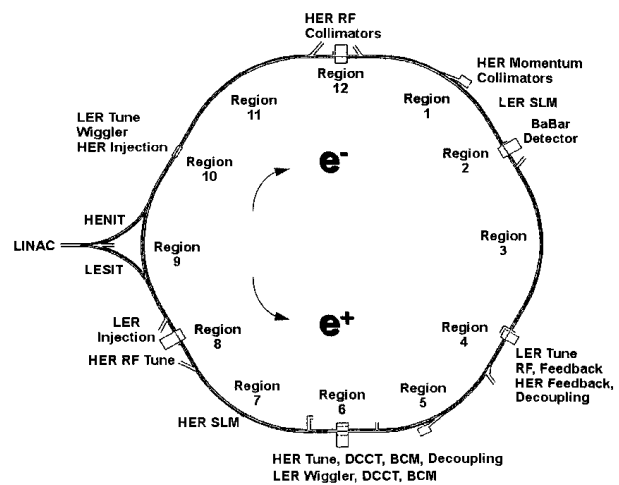 HER RF
Collimators
Region
12
HER Momentum
Collimators
Region
11
Region
1
LER SLM
LER Tune
Wiggler
HER Injection
BaBar
Detector
Region
10
e-
Region
2
HENIT
LINAC
Region
9
Region
3
LESIT
e+
LER
Injection
Region
8
Region
4
HER RF Tune
LER Tune
RF, Feedback
HER Feedback,
Decoupling
Region
7
Region
6
Region
5
HER SLM
HER Tune, DCCT, BCM, Decoupling
LER Wiggler, DCCT, BCM